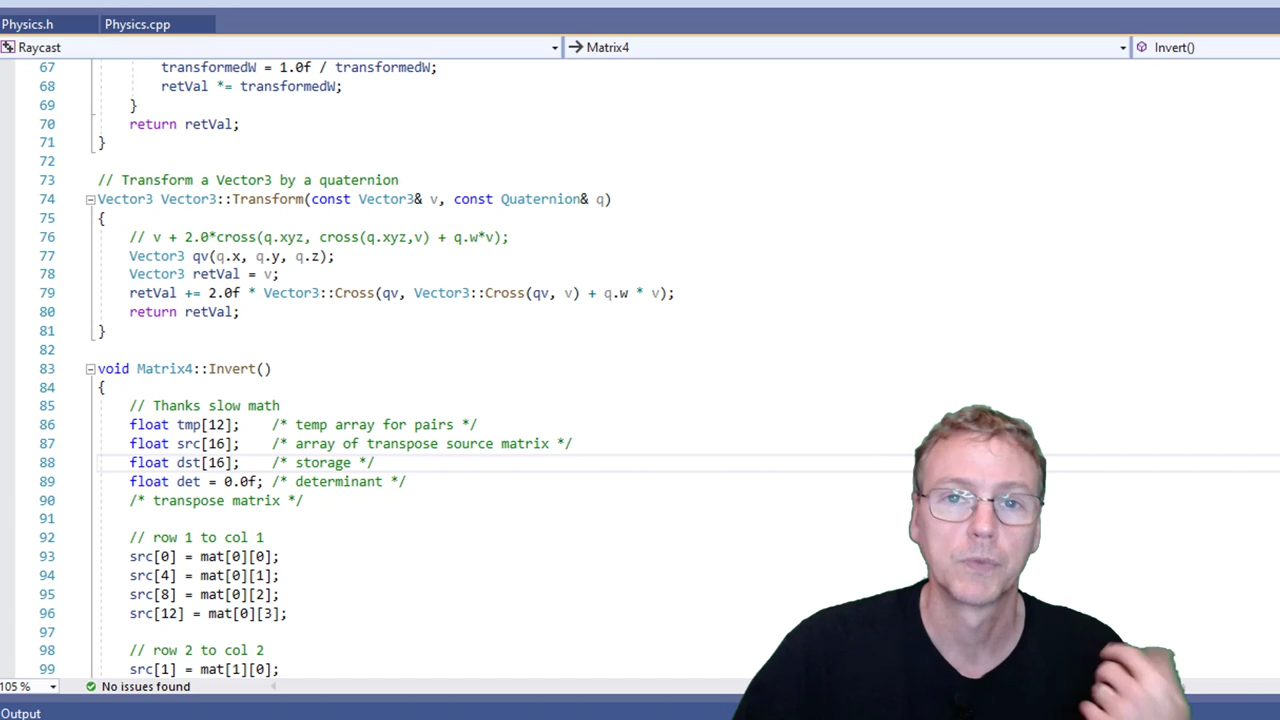 Physics.h Physics.cpp
Raycast Matrix4 Invert()
67 transformedW = 1.0f / transformedW;
68 retVal *= transformedW;
69 }
70 return retVal;
71 }
72
73 // Transform a Vector3 by a quaternion
74 Vector3 Vector3::Transform(const Vector3& v, const Quaternion& q)
75 {
76 // v + 2.0*cross(q.xyz, cross(q.xyz,v) + q.w*v);
77 Vector3 qv(q.x, q.y, q.z);
78 Vector3 retVal = v;
79 retVal += 2.0f * Vector3::Cross(qv, Vector3::Cross(qv, v) + q.w * v);
80 return retVal;
81 }
82
83 void Matrix4::Invert()
84 {
85 // Thanks slow math
86 float tmp[12]; /* temp array for pairs */
87 float src[16]; /* array of transpose source matrix */
88 float dst[16]; /* storage */
89 float det = 0.0f; /* determinant */
90 /* transpose matrix */
91
92 // row 1 to col 1
93 src[0] = mat[0][0];
94 src[4] = mat[0][1];
95 src[8] = mat[0][2];
96 src[12] = mat[0][3];
97
98 // row 2 to col 2
99 src[1] = mat[1][0];
105 % No issues found
Output